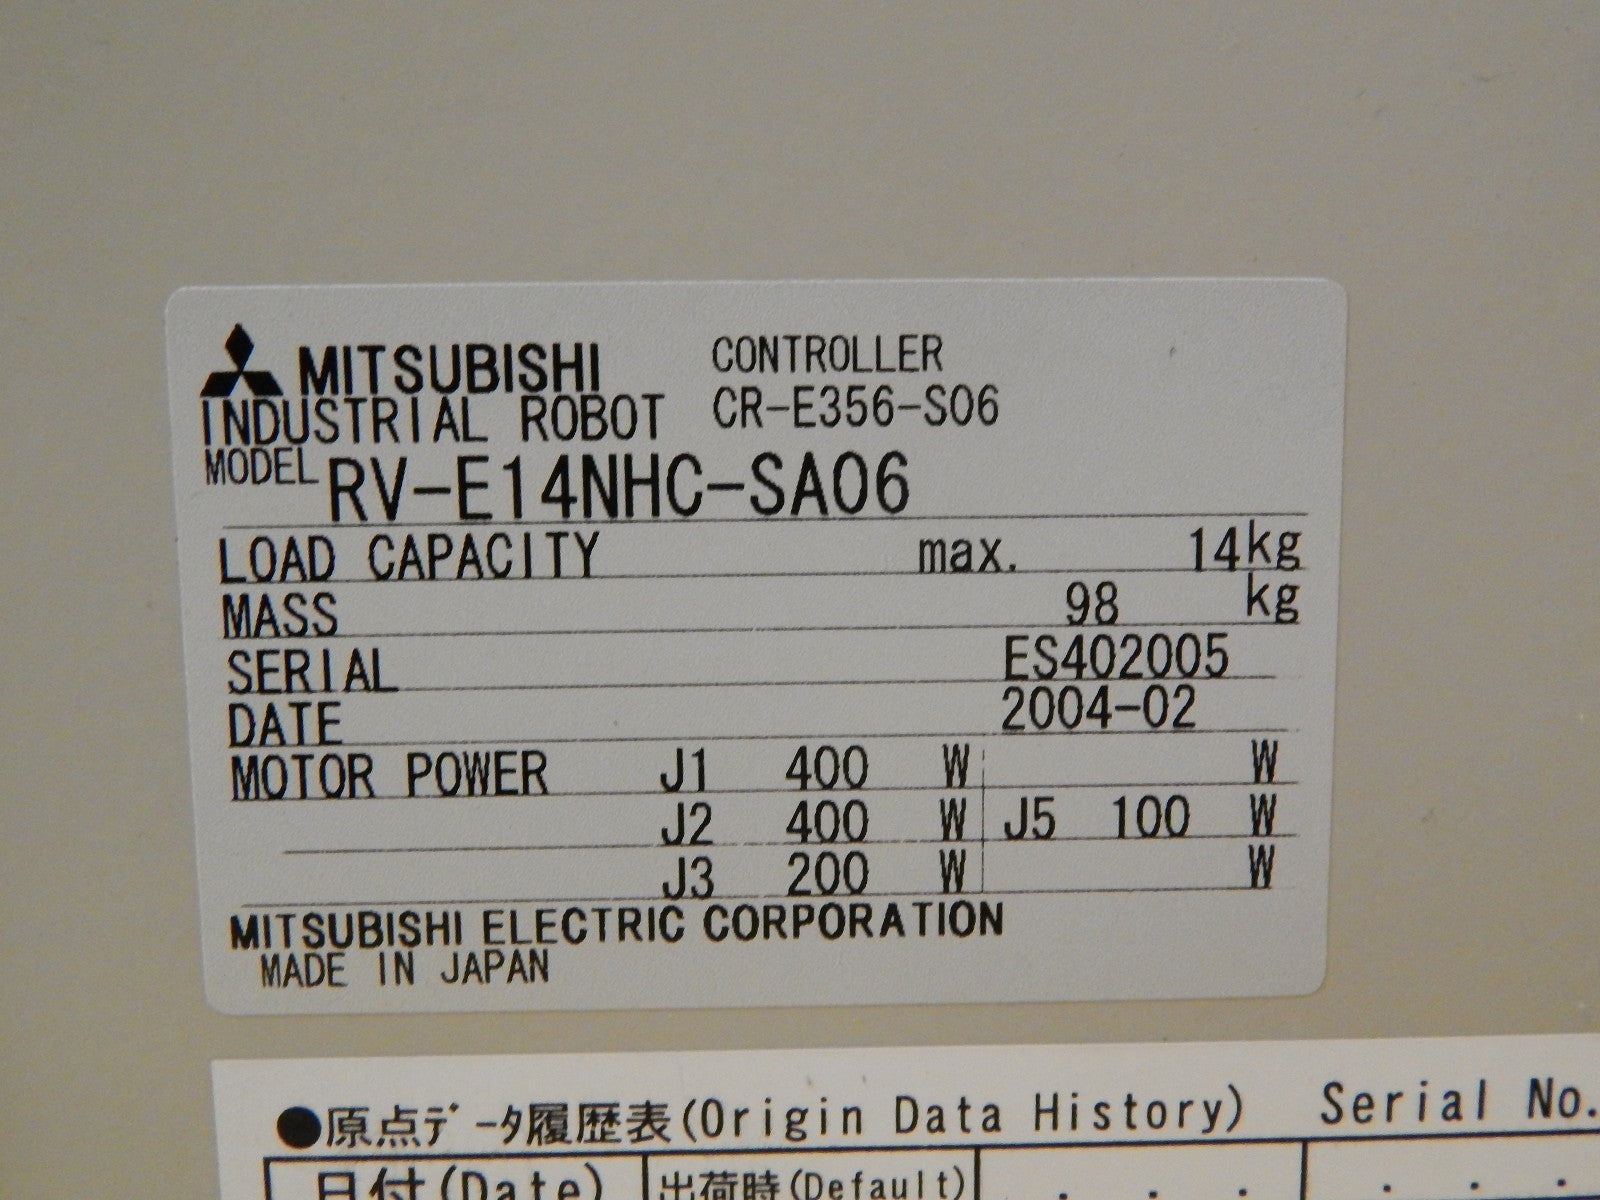 MITSUBISHI CONTROLLER
INDUSTRIAL ROBOT CR-E356-S06
MODEL RV-E14NHC-SA06
LOAD CAPACITY max. 14kg
MASS 98 kg
SERIAL ES402005
DATE 2004-02
MOTOR POWER J1 400 W W
J2 400 W J5 100 W
J3 200 W W
MITSUBISHI ELECTRIC CORPORATION
MADE IN JAPAN
●原点ﾃﾞｰﾀ履歴表(Origin Data History) Serial No.
日付(Date) 出荷時(Default) . . . . . .